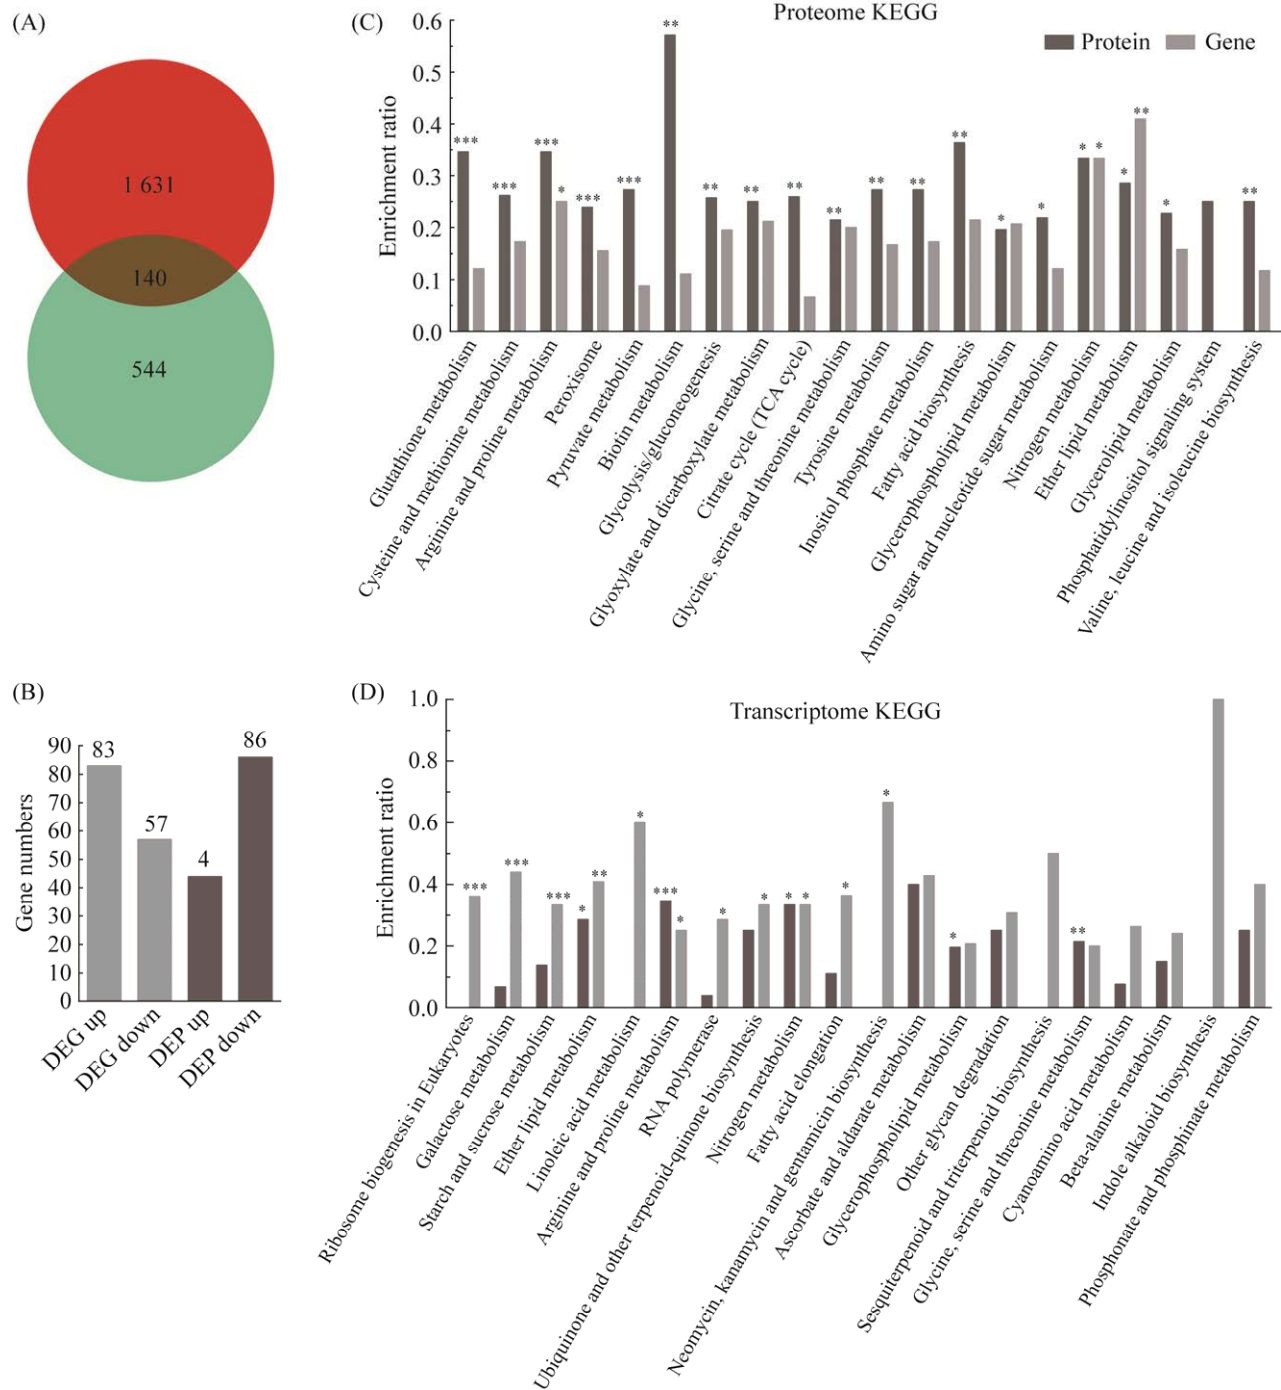 (A)
1 631
140
544
(B)
90
80
70
60
50
40
30
20
10
0
Gene numbers
83
57
4
86
DEG up
DEG down
DEP up
DEP down
(C)
Proteome KEGG
Protein
Gene
Enrichment ratio
0.6
0.5
0.4
0.3
0.2
0.1
0.0
***
***
***
*
***
***
**
**
**
**
**
**
**
**
*
*
*
*
*
**
*
**
Glutathione metabolism
Cysteine and methionine metabolism
Arginine and proline metabolism
Peroxisome
Pyruvate metabolism
Biotin metabolism
Glycolysis/gluconeogenesis
Glyoxylate and dicarboxylate metabolism
Citrate cycle (TCA cycle)
Glycine, serine and threonine metabolism
Tyrosine metabolism
Inositol phosphate metabolism
Fatty acid biosynthesis
Glycerophospholipid metabolism
Amino sugar and nucleotide sugar metabolism
Nitrogen metabolism
Ether lipid metabolism
Glycerolipid metabolism
Phosphatidylinositol signaling system
Valine, leucine and isoleucine biosynthesis
(D)
Transcriptome KEGG
Enrichment ratio
1.0
0.8
0.6
0.4
0.2
0.0
***
***
***
*
**
*
***
*
*
*
*
*
*
*
*
**
Ribosome biogenesis in Eukaryotes
Galactose metabolism
Starch and sucrose metabolism
Ether lipid metabolism
Linoleic acid metabolism
Arginine and proline metabolism
RNA polymerase
Ubiquinone and other terpenoid-quinone biosynthesis
Nitrogen metabolism
Fatty acid elongation
Neomycin, kanamycin and gentamicin biosynthesis
Ascorbate and aldarate metabolism
Glycerophospholipid metabolism
Other glycan degradation
Sesquiterpenoid and triterpenoid biosynthesis
Glycine, serine and threonine metabolism
Cyanoamino acid metabolism
Beta-alanine metabolism
Indole alkaloid biosynthesis
Phosphonate and phosphinate metabolism